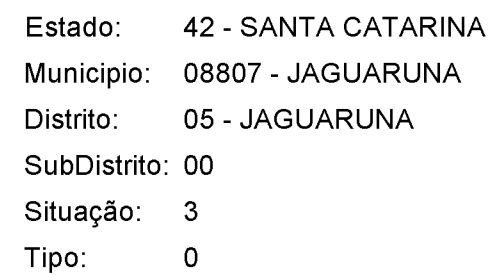 Estado: 42 - SANTA CATARINA
Municipio: 08807 - JAGUARUNA
Distrito: 05 - JAGUARUNA
SubDistrito: 00
Situação: 3
Tipo: 0